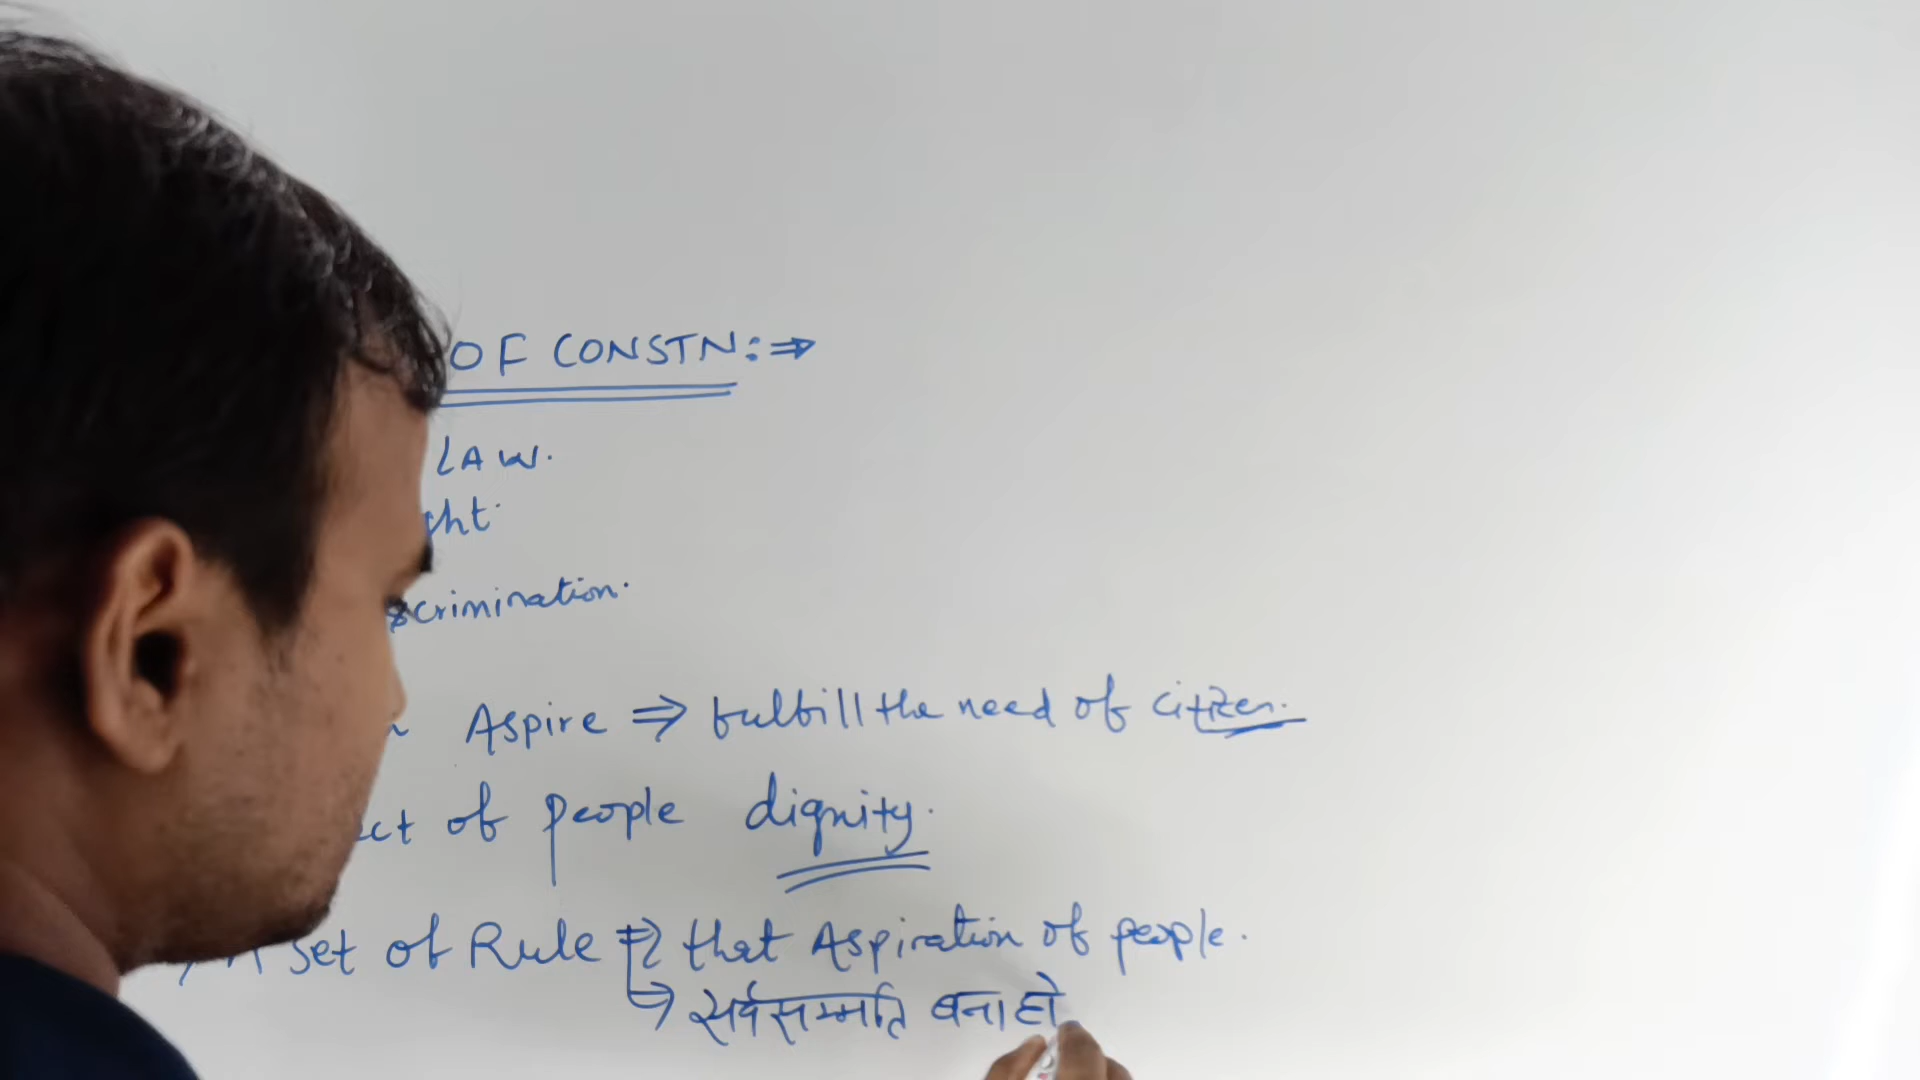 OF CONSTN:⇒
LAW.
ght.
scrimination.
Aspire ⇒ fulfill the need of citizen.
ect of people dignity.
A set of Rule ⇒ that Aspiration of people.
→ सर्वसम्मति बना हो